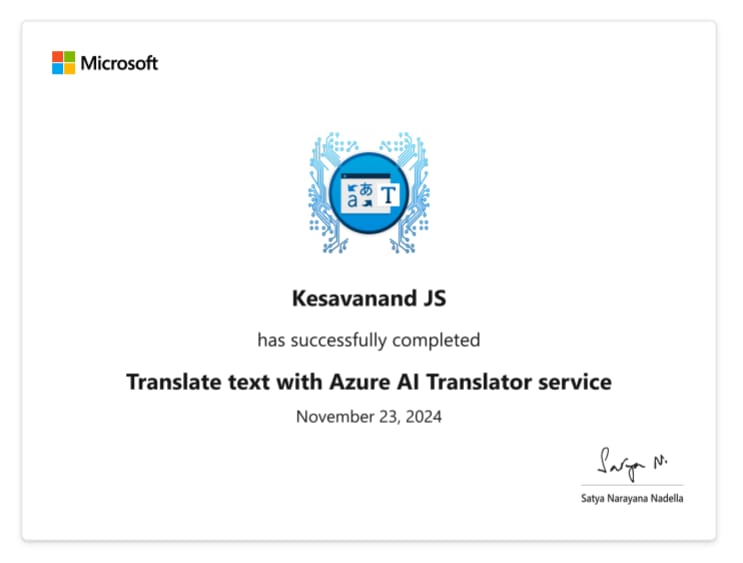 Microsoft
あ
a
T
Kesavanand JS
has successfully completed
Translate text with Azure AI Translator service
November 23, 2024
Satya N.
Satya Narayana Nadella